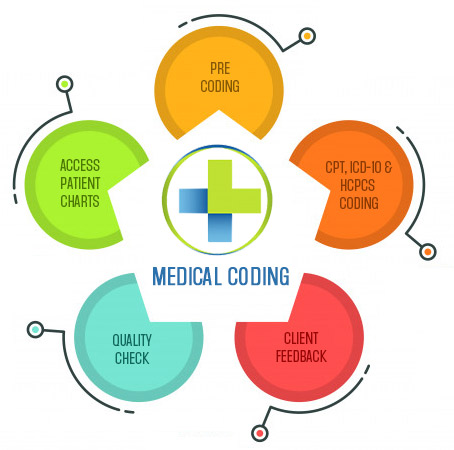 PRE
CODING
CPT, ICD-10 &
HCPCS
CODING
CLIENT
FEEDBACK
QUALITY
CHECK
ACCESS
PATIENT
CHARTS
MEDICAL CODING